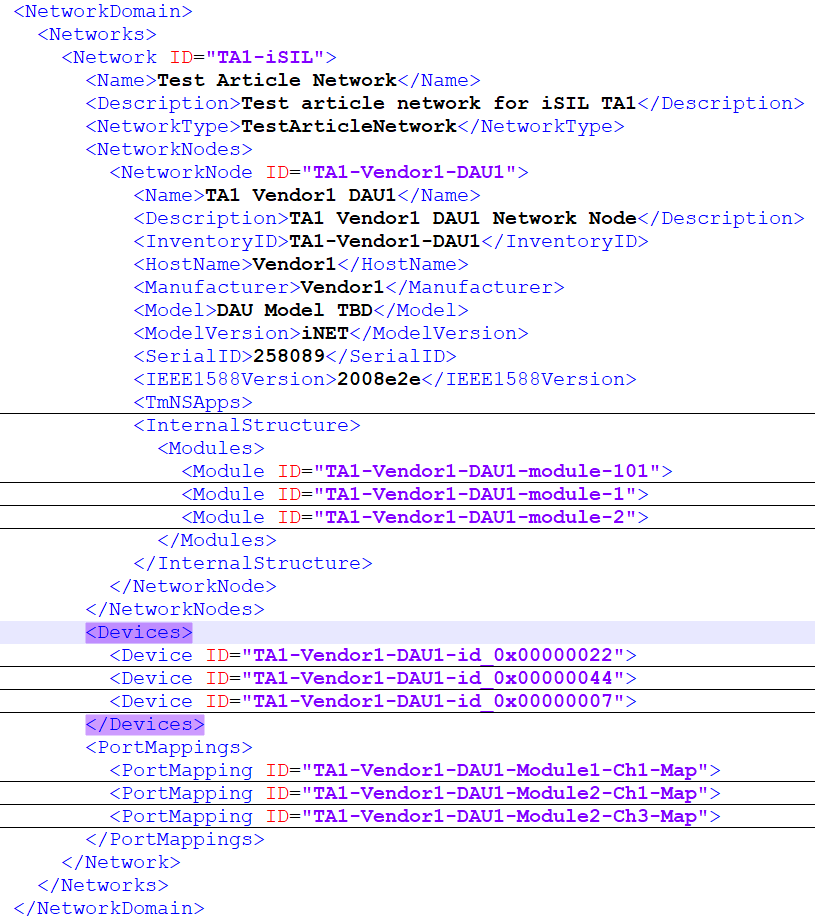 <NetworkDomain>
<Networks>
<Network ID="TA1-iSIL">
<Name>Test Article Network</Name>
<Description>Test article network for iSIL TA1</Description>
<NetworkType>TestArticleNetwork</NetworkType>
<NetworkNodes>
<NetworkNode ID="TA1-Vendor1-DAU1">
<Name>TA1 Vendor1 DAU1</Name>
<Description>TA1 Vendor1 DAU1 Network Node</Description>
<InventoryID>TA1-Vendor1-DAU1</InventoryID>
<HostName>Vendor1</HostName>
<Manufacturer>Vendor1</Manufacturer>
<Model>DAU Model TBD</Model>
<ModelVersion>iNET</ModelVersion>
<SerialID>258089</SerialID>
<IEEE1588Version>2008e2e</IEEE1588Version>
<TmNSApps>
<InternalStructure>
<Modules>
<Module ID="TA1-Vendor1-DAU1-module-101">
<Module ID="TA1-Vendor1-DAU1-module-1">
<Module ID="TA1-Vendor1-DAU1-module-2">
</Modules>
</InternalStructure>
</NetworkNode>
</NetworkNodes>
<Devices>
<Device ID="TA1-Vendor1-DAU1-id_0x00000022">
<Device ID="TA1-Vendor1-DAU1-id_0x00000044">
<Device ID="TA1-Vendor1-DAU1-id_0x00000007">
</Devices>
<PortMappings>
<PortMapping ID="TA1-Vendor1-DAU1-Module1-Ch1-Map">
<PortMapping ID="TA1-Vendor1-DAU1-Module2-Ch1-Map">
<PortMapping ID="TA1-Vendor1-DAU1-Module2-Ch3-Map">
</PortMappings>
</Network>
</Networks>
</NetworkDomain>